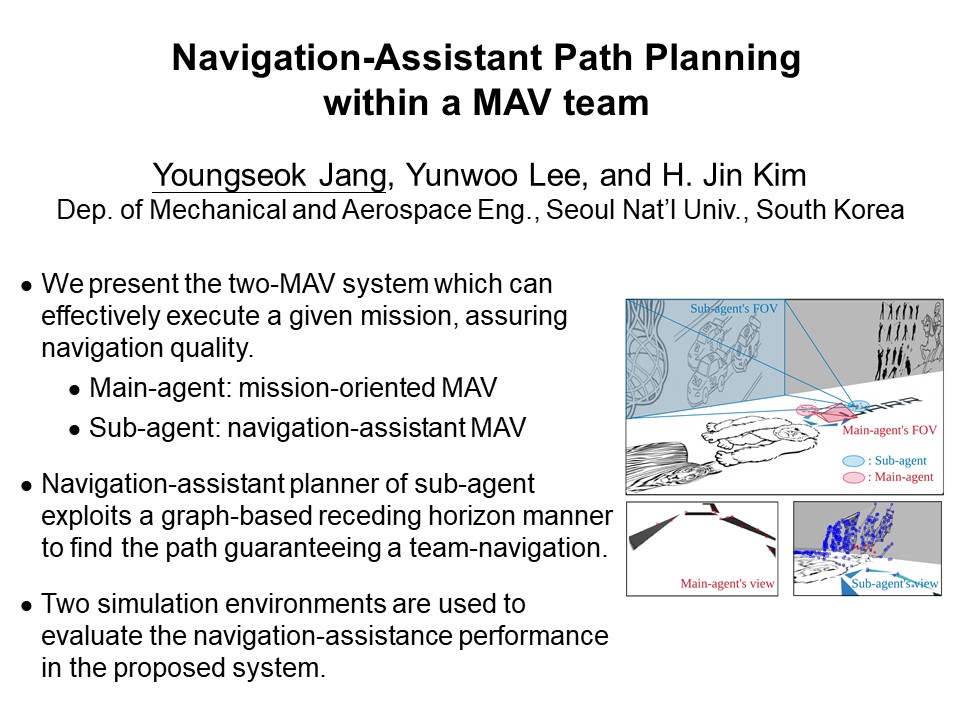 Navigation-Assistant Path Planning
within a MAV team
Youngseok Jang, Yunwoo Lee, and H. Jin Kim
Dep. of Mechanical and Aerospace Eng., Seoul Nat’l Univ., South Korea
● We present the two-MAV system which can
effectively execute a given mission, assuring
navigation quality.
● Main-agent: mission-oriented MAV
● Sub-agent: navigation-assistant MAV
● Navigation-assistant planner of sub-agent
exploits a graph-based receding horizon manner
to find the path guaranteeing a team-navigation.
● Two simulation environments are used to
evaluate the navigation-assistance performance
in the proposed system.
Sub-agent's FOV
Main-agent's FOV
: Sub-agent
: Main-agent
Main-agent's view
Sub-agent's view